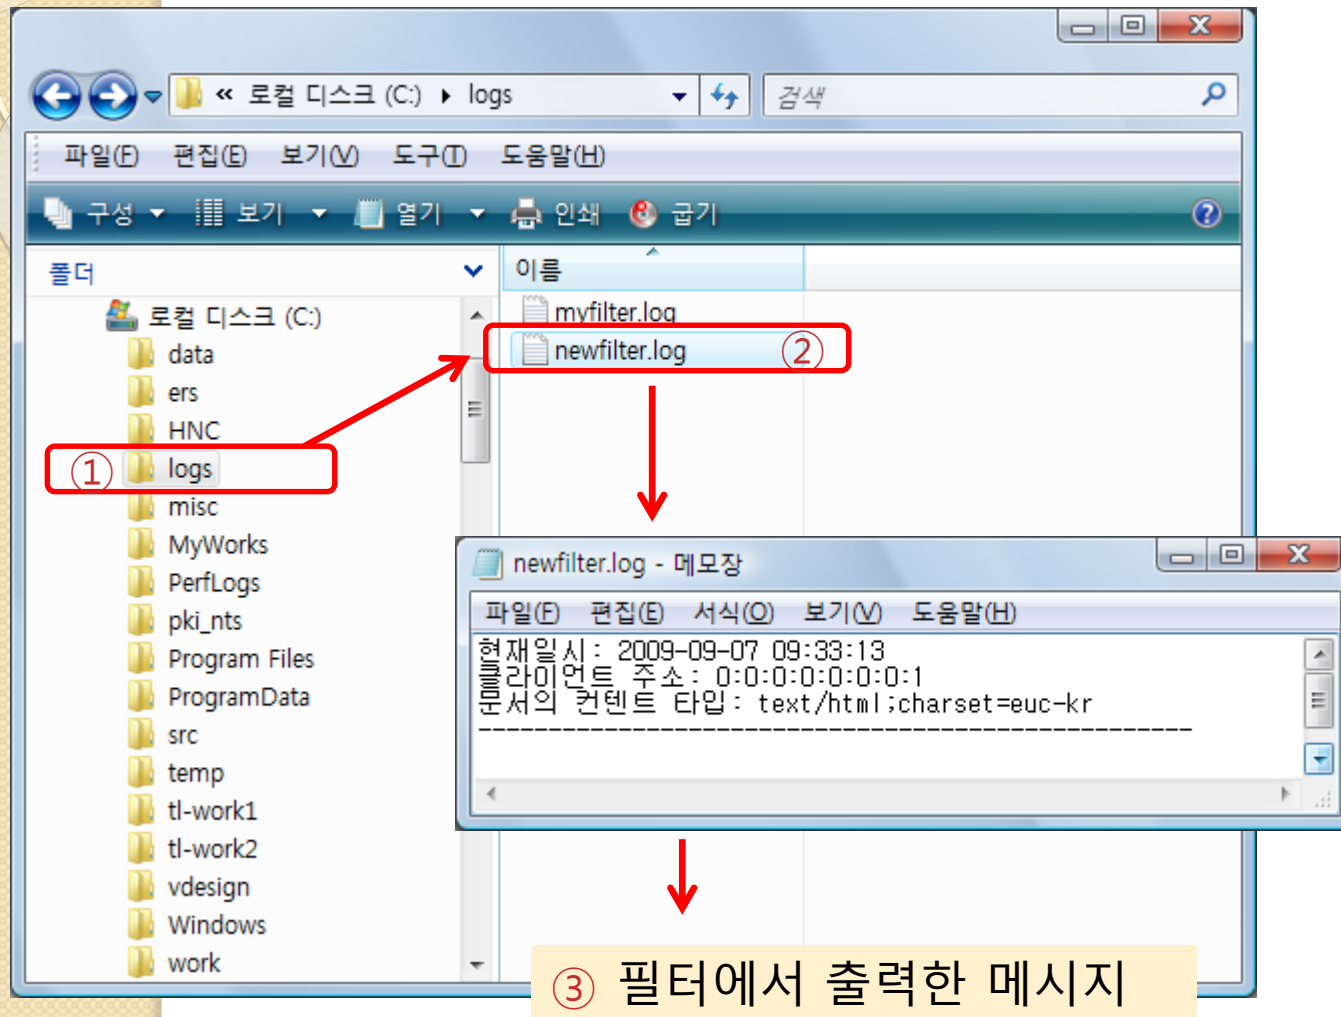 « 로컬 디스크 (C:) ▸ logs
검색
파일(F) 편집(E) 보기(V) 도구(T) 도움말(H)
구성 보기 열기 인쇄 굽기
폴더
이름
로컬 디스크 (C:)
data
ers
HNC
① logs
misc
MyWorks
PerfLogs
pki_nts
Program Files
ProgramData
src
temp
tl-work1
tl-work2
vdesign
Windows
work
myfilter.log
newfilter.log ②
newfilter.log - 메모장
파일(F) 편집(E) 서식(O) 보기(V) 도움말(H)
현재일시: 2009-09-07 09:33:13
클라이언트 주소: 0:0:0:0:0:0:0:1
문서의 컨텐트 타입: text/html;charset=euc-kr
---------------------------------------------------
③ 필터에서 출력한 메시지